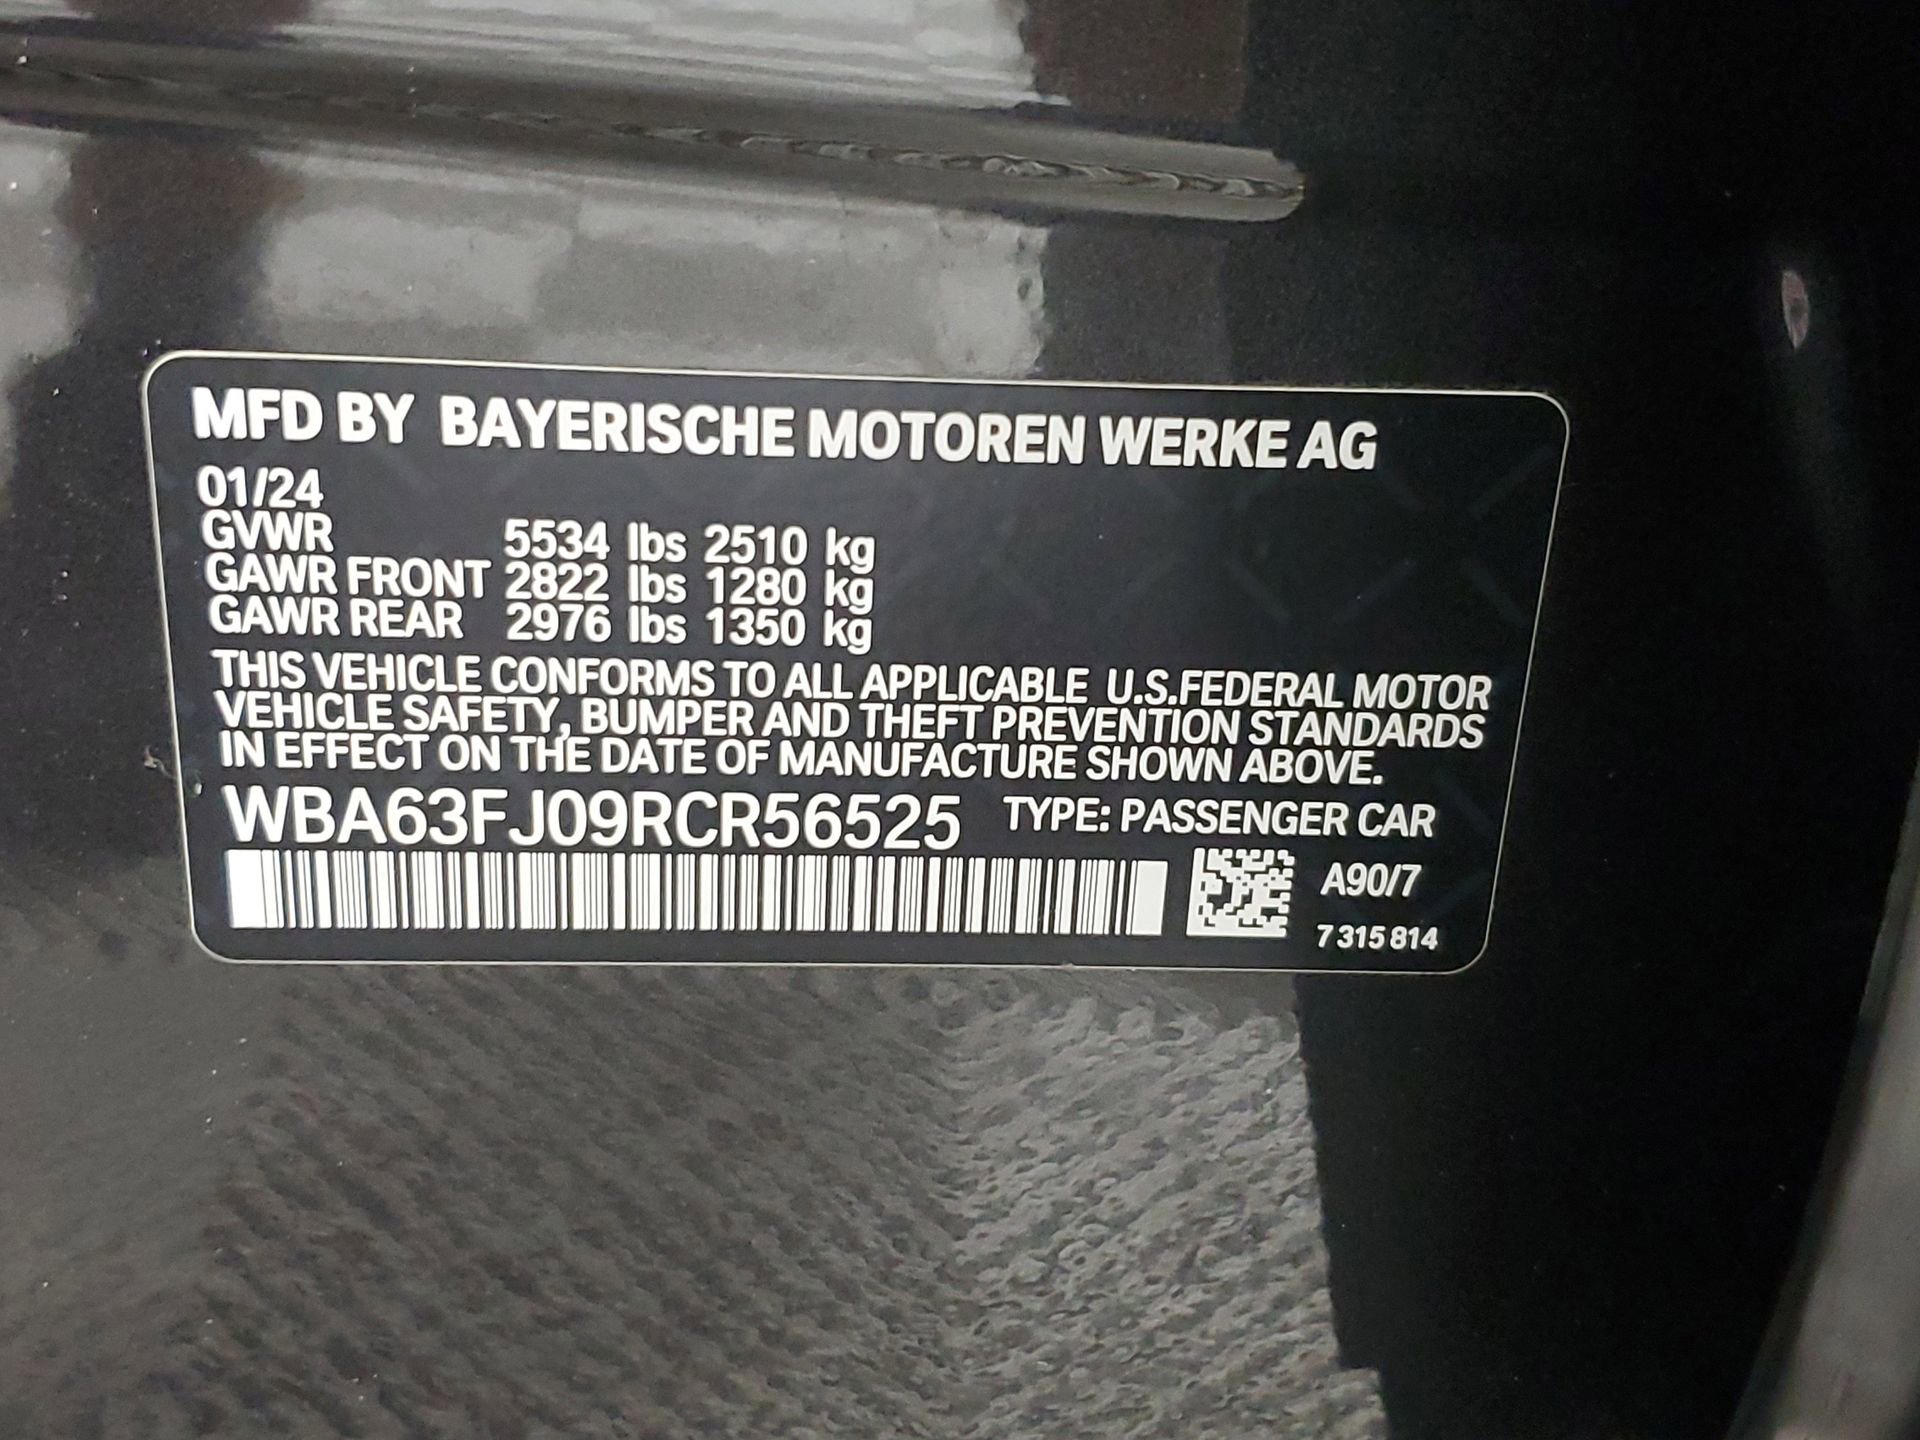 MFD BY BAYERISCHE MOTOREN WERKE AG
01/24
GVWR 5534 lbs 2510 kg
GAWR FRONT 2822 lbs 1280 kg
GAWR REAR 2976 lbs 1350 kg
THIS VEHICLE CONFORMS TO ALL APPLICABLE U.S.FEDERAL MOTOR
VEHICLE SAFETY, BUMPER AND THEFT PREVENTION STANDARDS
IN EFFECT ON THE DATE OF MANUFACTURE SHOWN ABOVE.
WBA63FJ09RCR56525 TYPE: PASSENGER CAR
A90/7
7 315 814